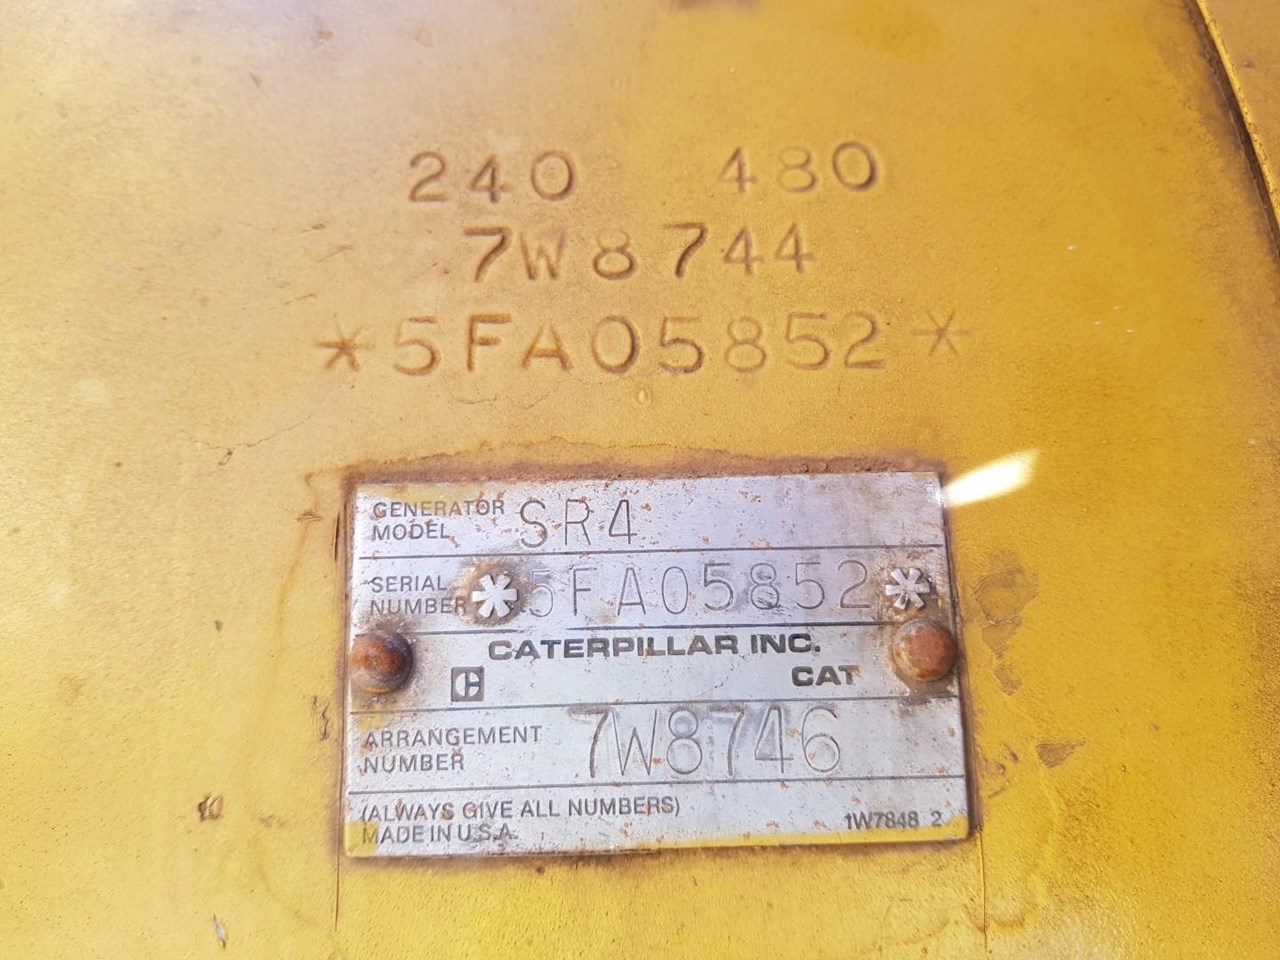 240 480
7W8744
*5FA05852*
GENERATOR MODEL SR4
SERIAL NUMBER *5FA05852*
CATERPILLAR INC.
C CAT
ARRANGEMENT NUMBER 7W8746
(ALWAYS GIVE ALL NUMBERS)
MADE IN U.S.A. 1W7848 2